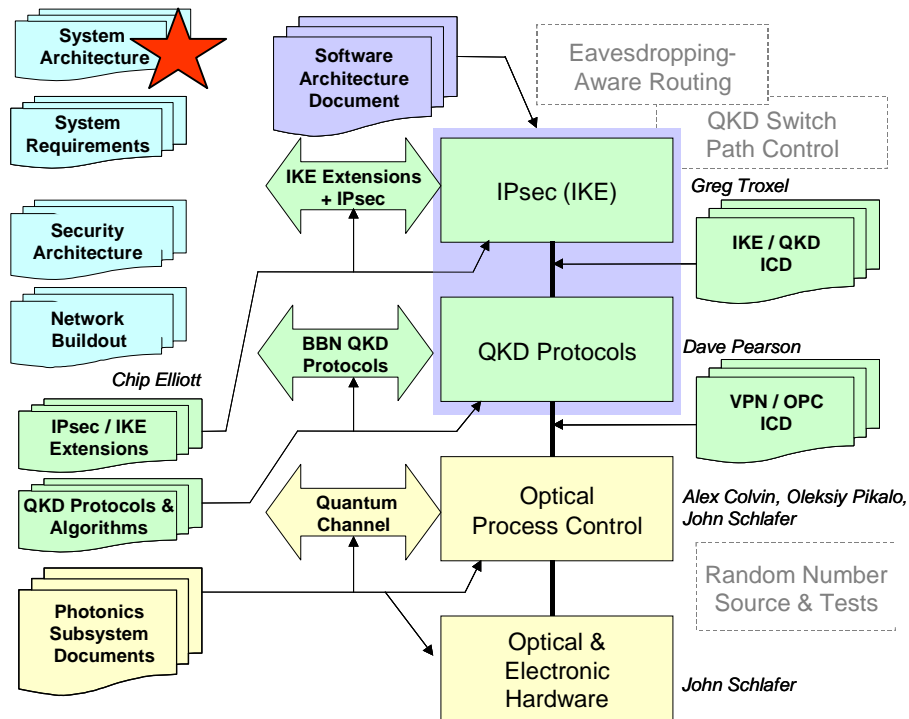 System
Architecture
Software
Architecture
Document
Eavesdropping-
Aware Routing
System
Requirements
QKD Switch
Path Control
IKE Extensions
+ IPsec
IPsec (IKE)
Greg Troxel
Security
Architecture
IKE / QKD
ICD
Network
Buildout
BBN QKD
Protocols
QKD Protocols
Dave Pearson
Chip Elliott
IPsec / IKE
Extensions
VPN / OPC
ICD
QKD Protocols &
Algorithms
Quantum
Channel
Optical
Process Control
Alex Colvin, Oleksiy Pikalo,
John Schlafer
Random Number
Source & Tests
Photonics
Subsystem
Documents
Optical &
Electronic
Hardware
John Schlafer